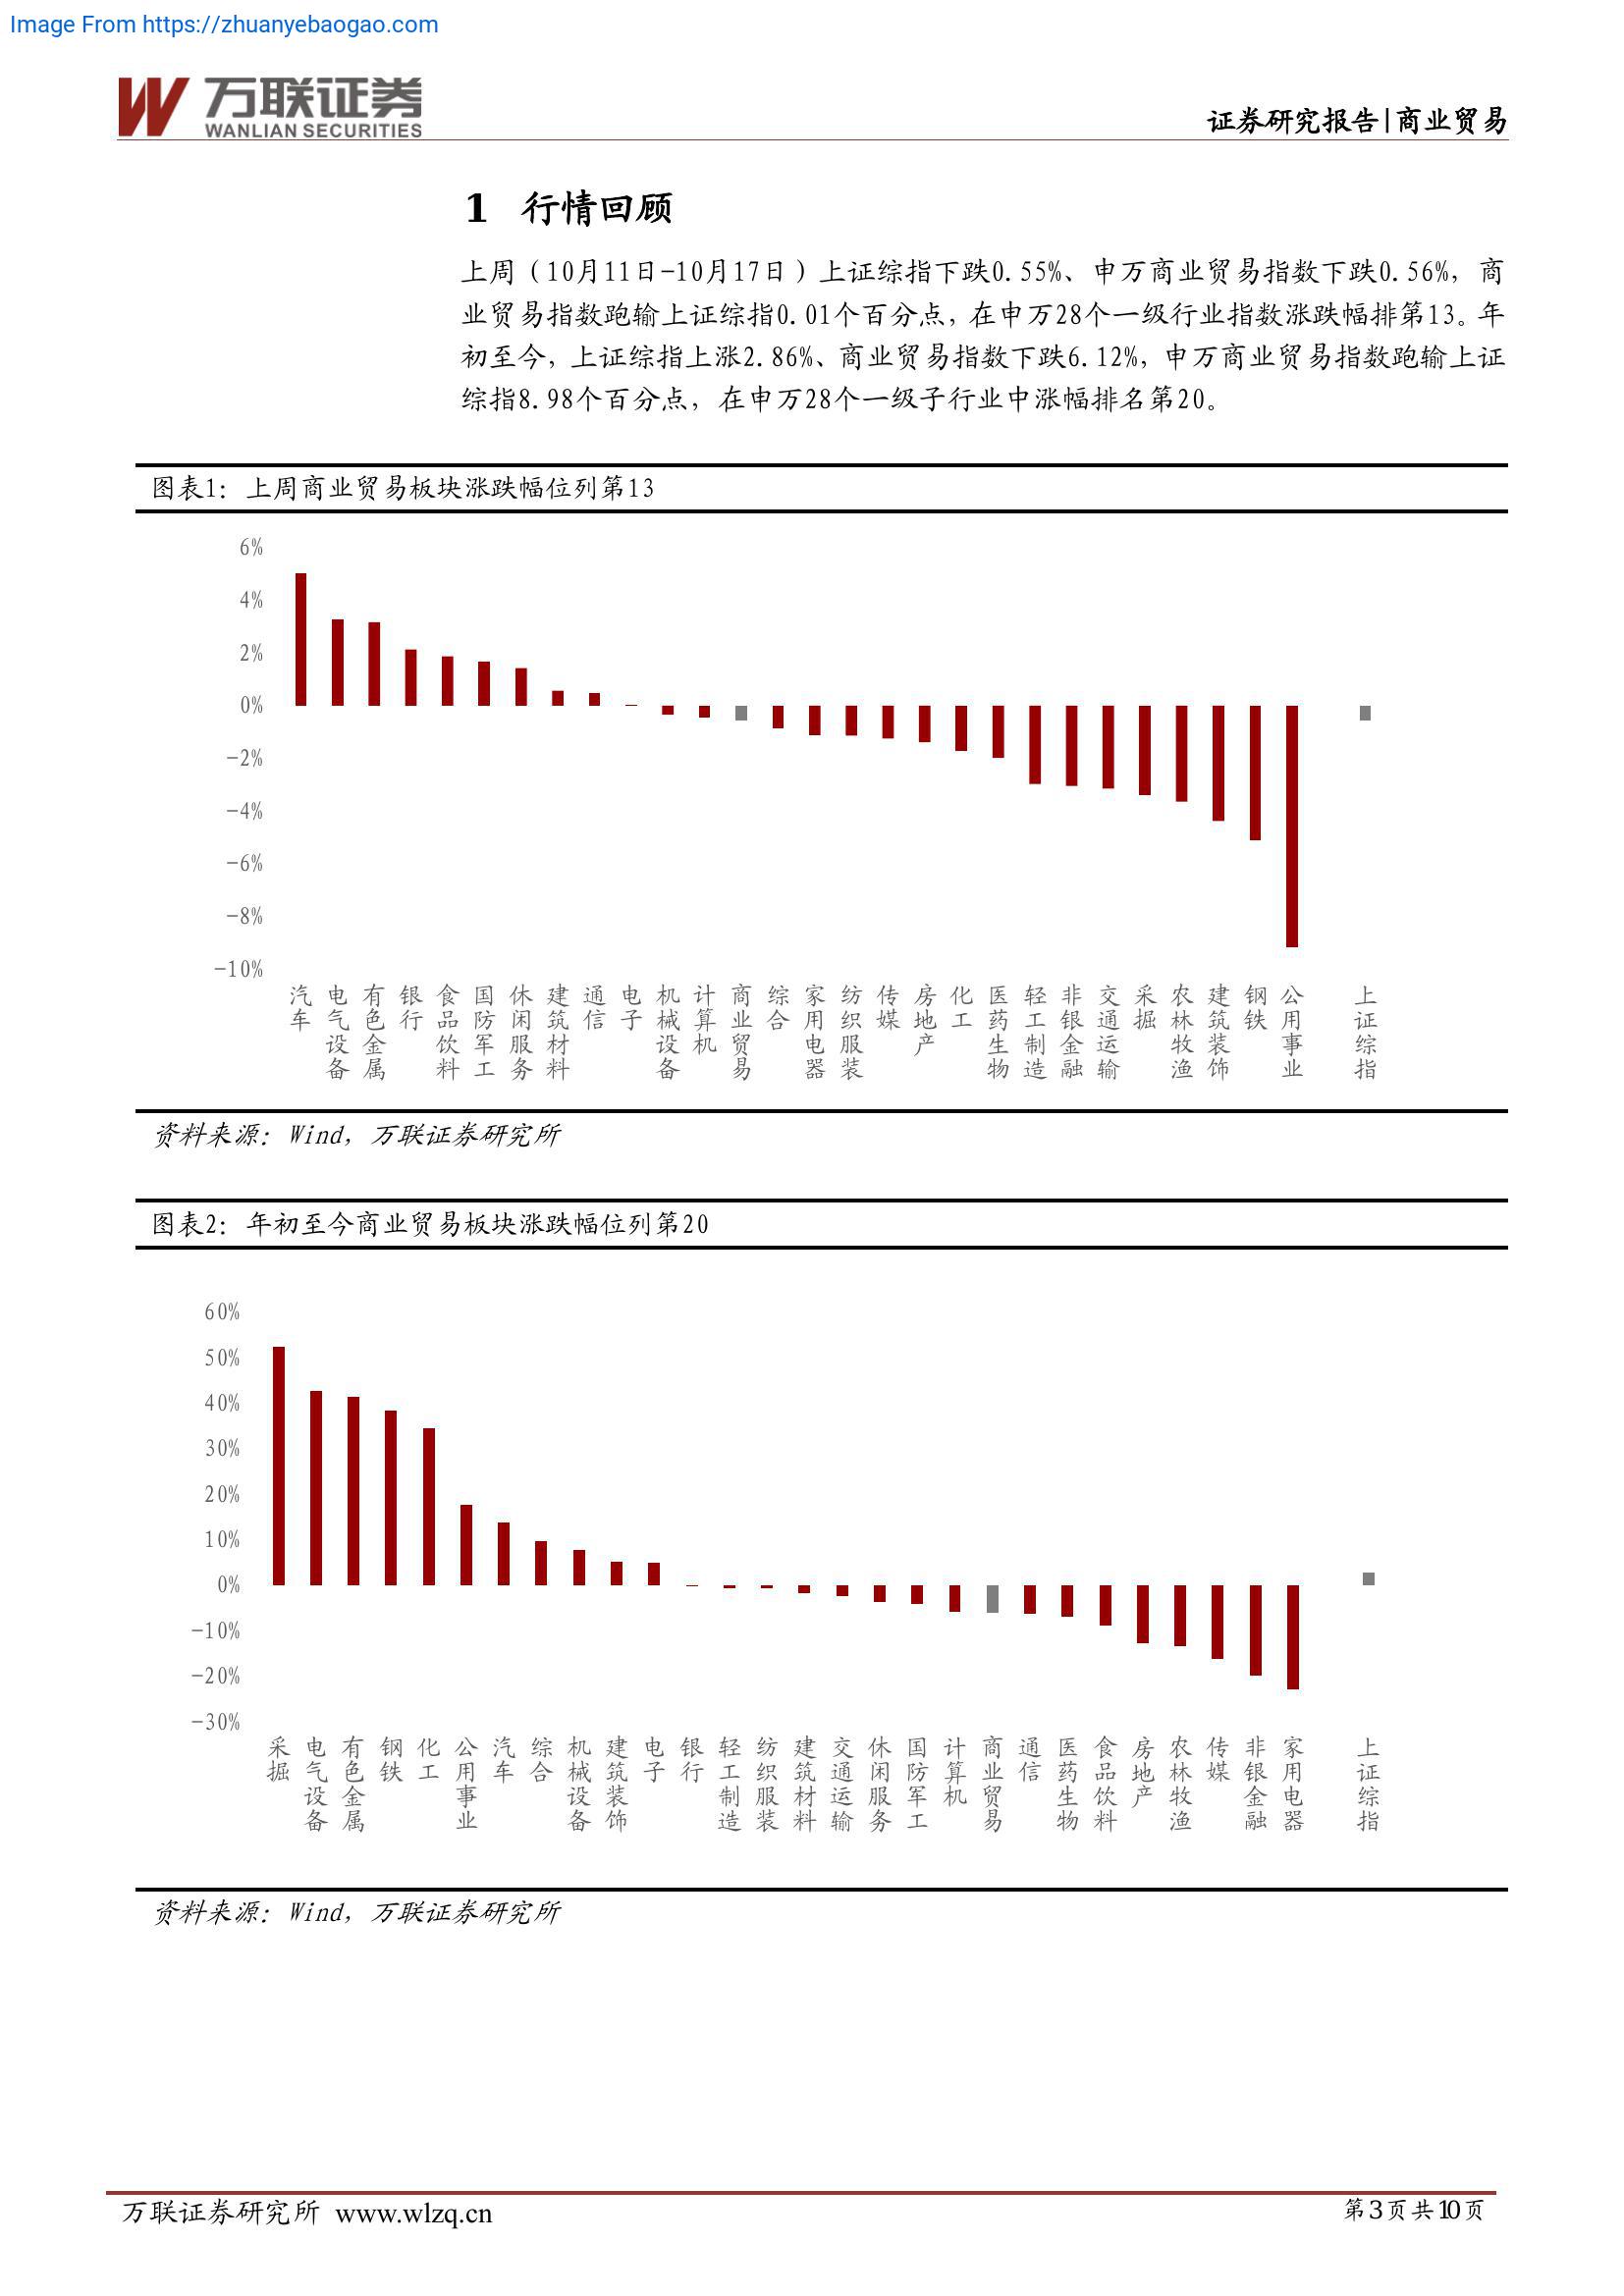 Image From https://zhuanyebaogao.com
万联证券
WANLIAN SECURITIES
证券研究报告|商业贸易
1 行情回顾
上周（10月11日-10月17日）上证综指下跌0.55%、申万商业贸易指数下跌0.56%，商
业贸易指数跑输上证综指0.01个百分点，在申万28个一级行业指数涨跌幅排第13。年
初至今，上证综指上涨2.86%、商业贸易指数下跌6.12%，申万商业贸易指数跑输上证
综指8.98个百分点，在申万28个一级子行业中涨幅排名第20。
图表1：上周商业贸易板块涨跌幅位列第13
6%
4%
2%
0%
-2%
-4%
-6%
-8%
-10%
汽车
电气设备
有色金属
银行
食品饮料
国防军工
休闲服务
建筑材料
通信
电子
机械设备
计算机
商业贸易
综合
家用电器
纺织服装
传媒
房地产
化工
医药生物
轻工制造
非银金融
交通运输
采掘
农林牧渔
建筑装饰
钢铁
公用事业
上证综指
资料来源：Wind，万联证券研究所
图表2：年初至今商业贸易板块涨跌幅位列第20
60%
50%
40%
30%
20%
10%
0%
-10%
-20%
-30%
采掘
电气设备
有色金属
钢铁
化工
公用事业
汽车
综合
机械设备
建筑装饰
电子
银行
轻工制造
纺织服装
建筑材料
交通运输
休闲服务
国防军工
计算机
商业贸易
通信
医药生物
食品饮料
房地产
农林牧渔
传媒
非银金融
家用电器
上证综指
资料来源：Wind，万联证券研究所
万联证券研究所 www.wlzq.cn
第3页共10页